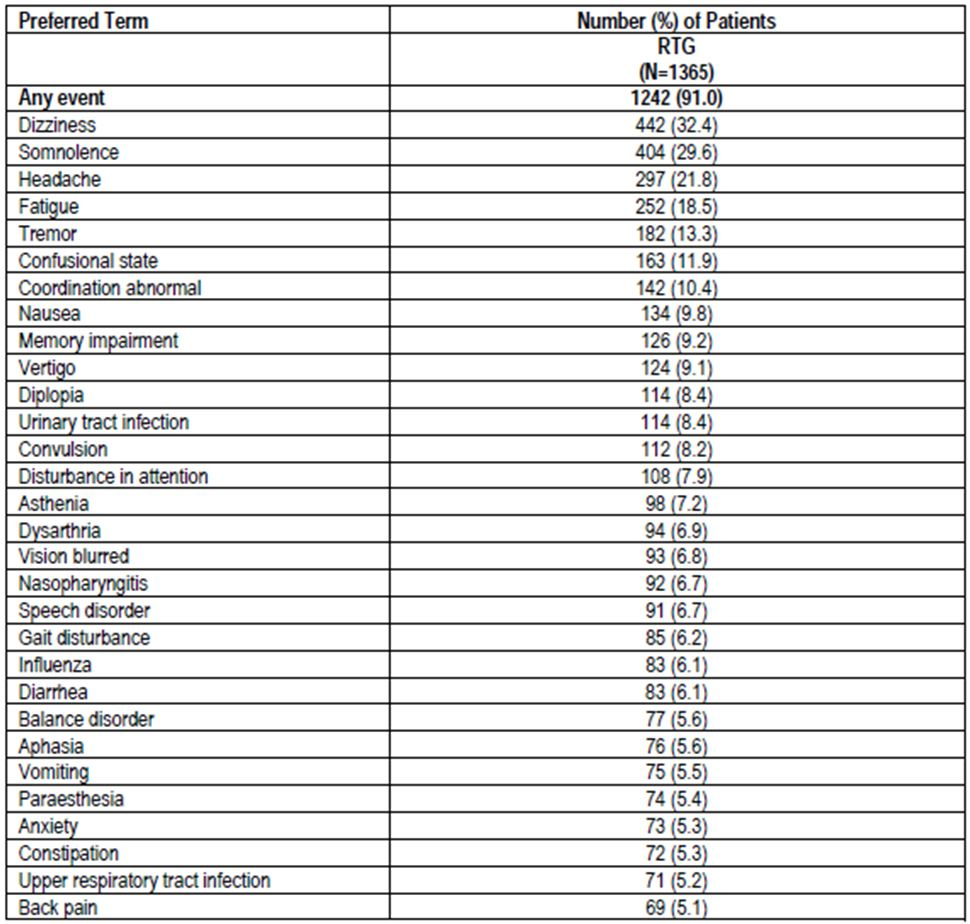 Preferred Term Number (%) of Patients
RTG
(N=1365)
Any event 1242 (91.0)
Dizziness 442 (32.4)
Somnolence 404 (29.6)
Headache 297 (21.8)
Fatigue 252 (18.5)
Tremor 182 (13.3)
Confusional state 163 (11.9)
Coordination abnormal 142 (10.4)
Nausea 134 (9.8)
Memory impairment 126 (9.2)
Vertigo 124 (9.1)
Diplopia 114 (8.4)
Urinary tract infection 114 (8.4)
Convulsion 112 (8.2)
Disturbance in attention 108 (7.9)
Asthenia 98 (7.2)
Dysarthria 94 (6.9)
Vision blurred 93 (6.8)
Nasopharyngitis 92 (6.7)
Speech disorder 91 (6.7)
Gait disturbance 85 (6.2)
Influenza 83 (6.1)
Diarrhea 83 (6.1)
Balance disorder 77 (5.6)
Aphasia 76 (5.6)
Vomiting 75 (5.5)
Paraesthesia 74 (5.4)
Anxiety 73 (5.3)
Constipation 72 (5.3)
Upper respiratory tract infection 71 (5.2)
Back pain 69 (5.1)